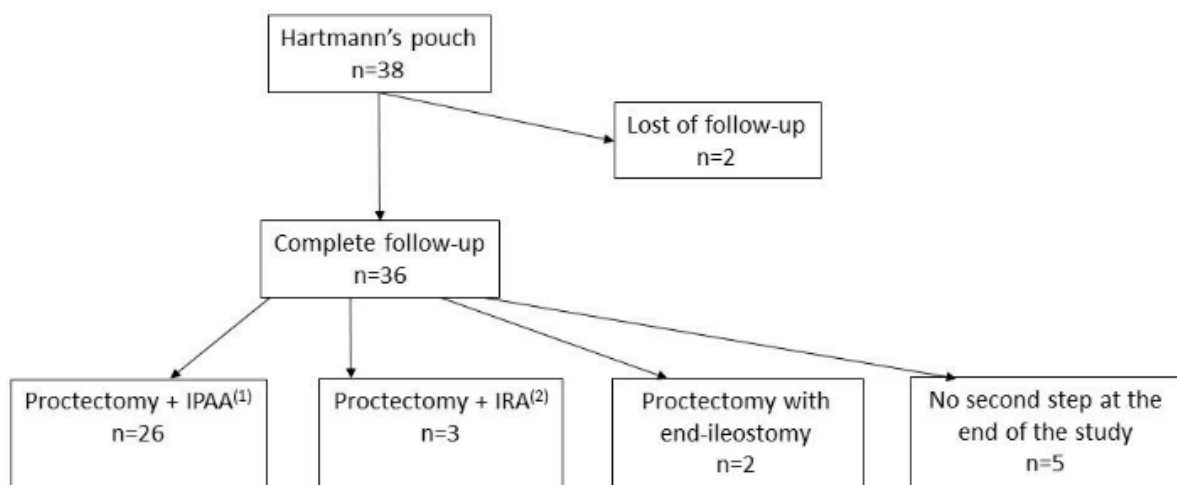 Hartmann's pouch
n=38
Lost of follow-up
n=2
Complete follow-up
n=36
Proctectomy + IPAA(1)
n=26
Proctectomy + IRA(2)
n=3
Proctectomy with
end-ileostomy
n=2
No second step at the
end of the study
n=5